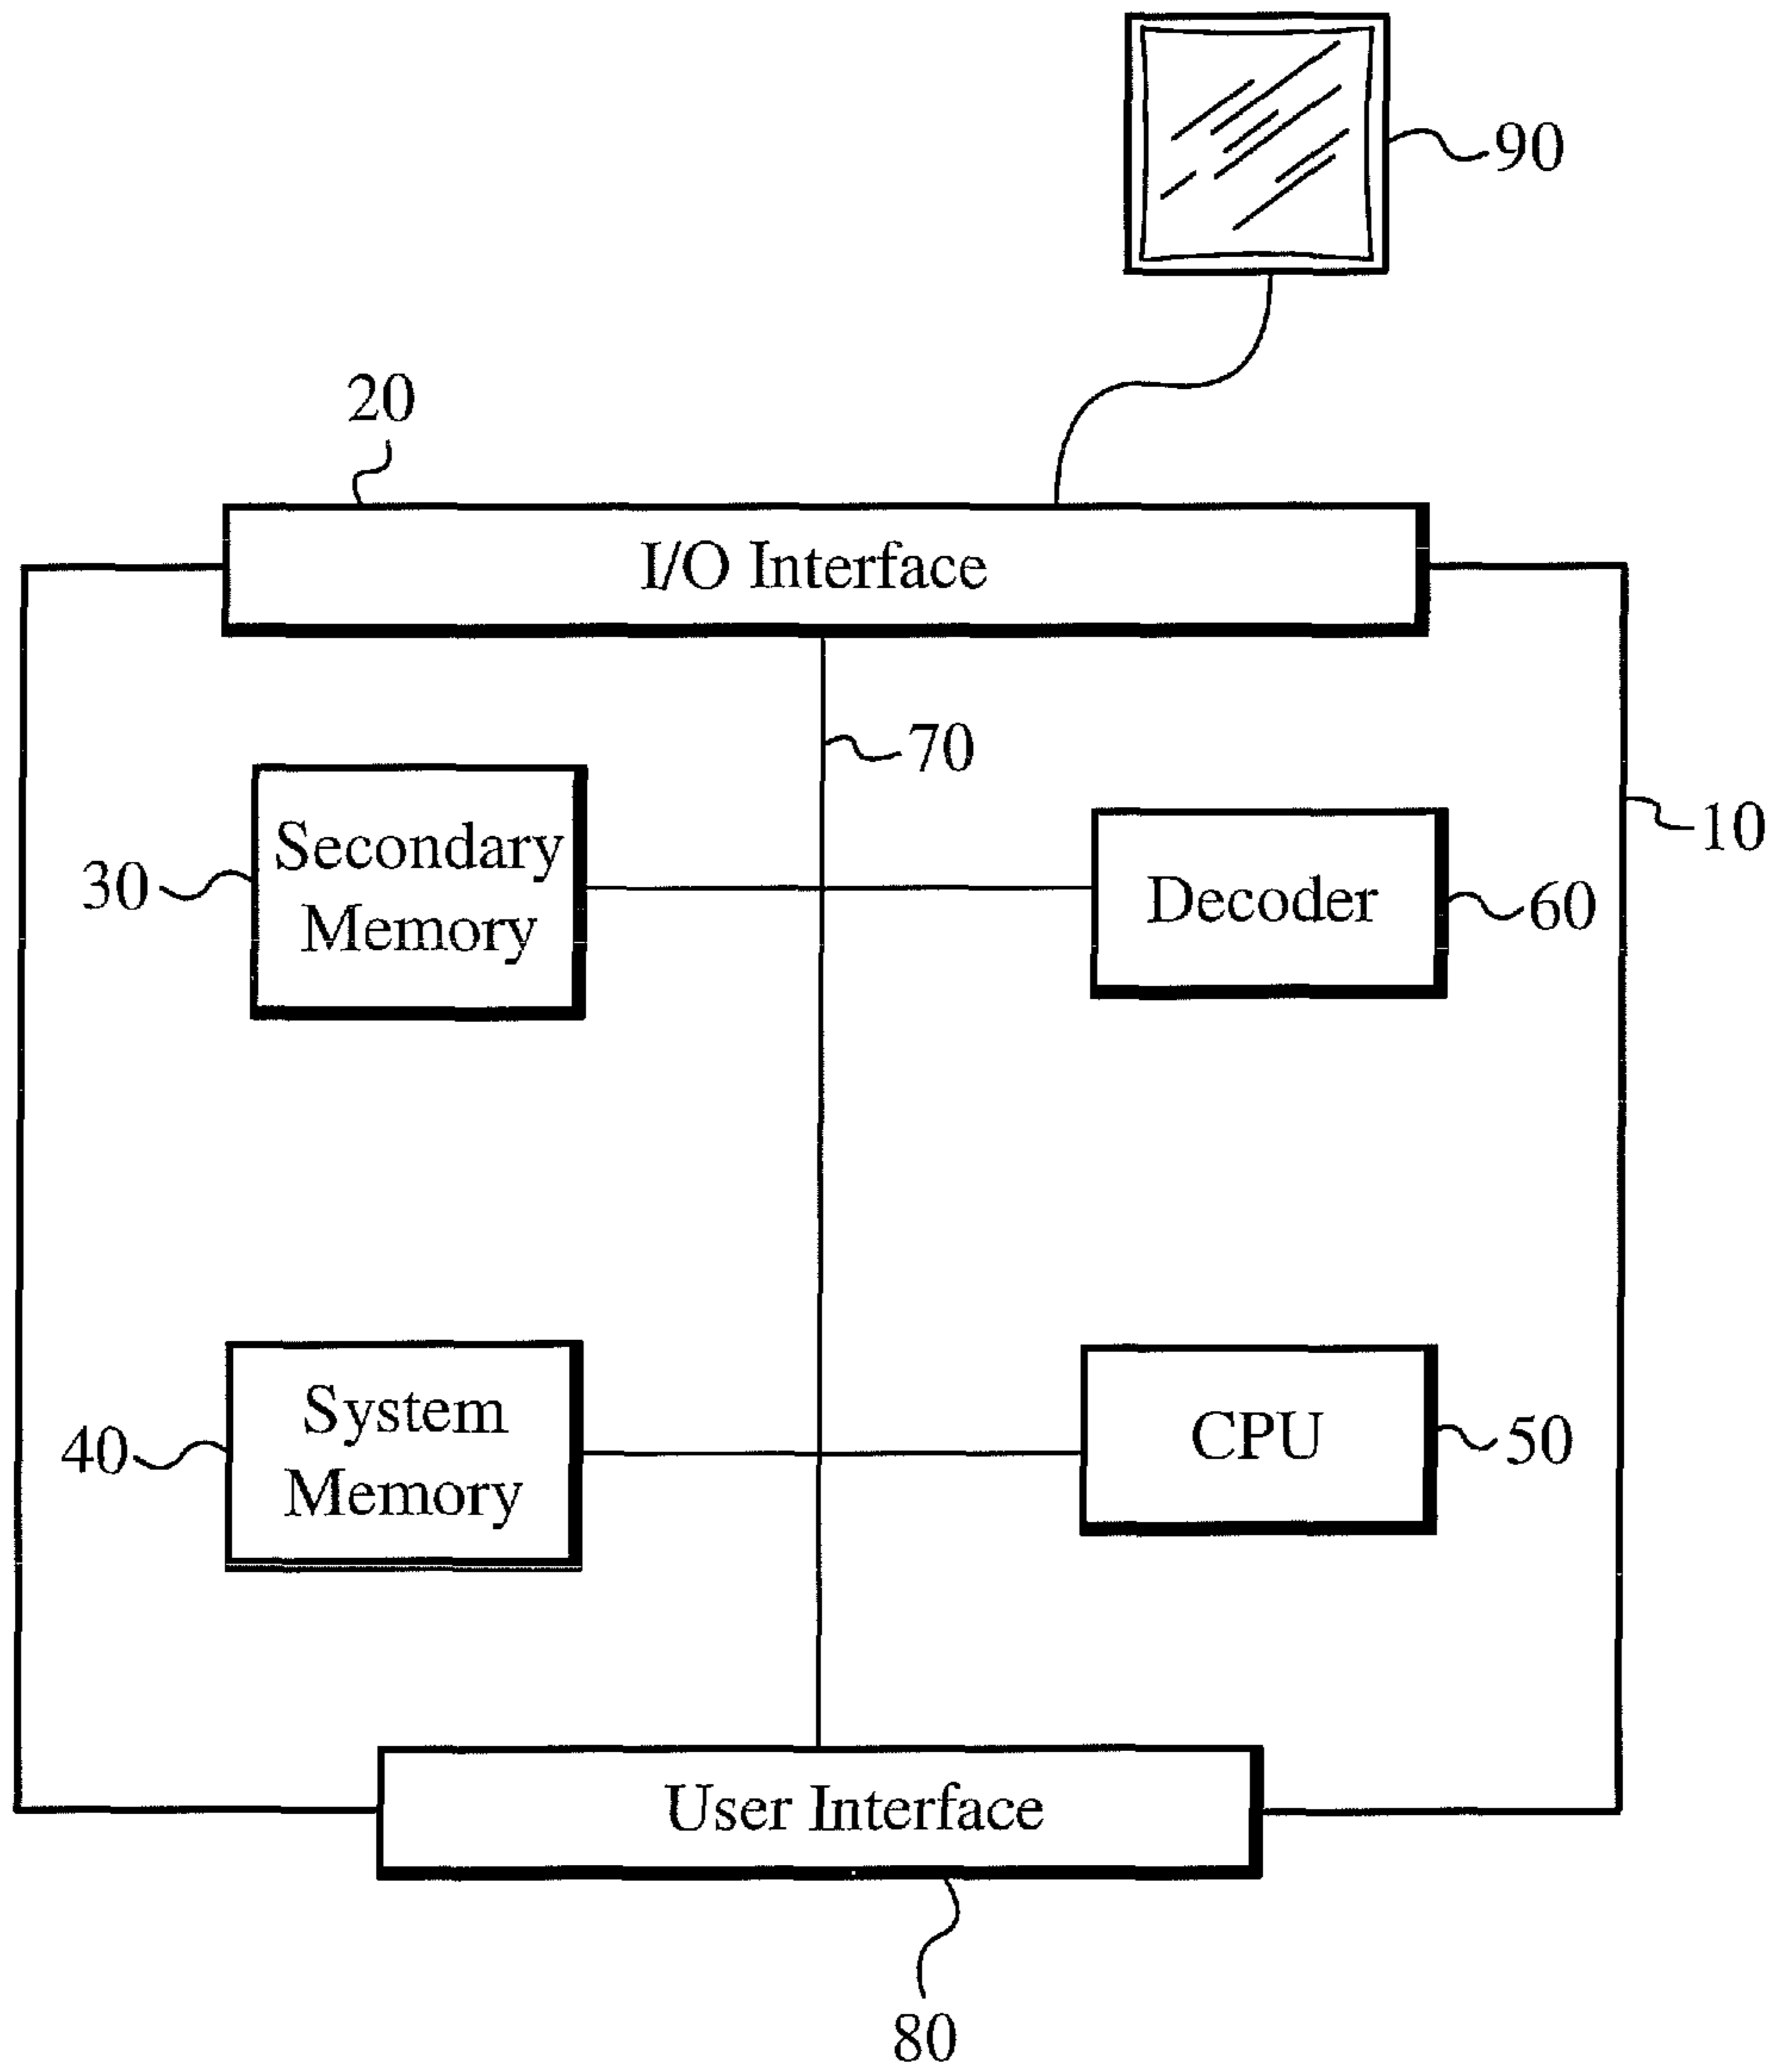 90
20
I/O Interface
70
10
Secondary
Memory
30
Decoder
60
System
Memory
40
CPU
50
User Interface
80